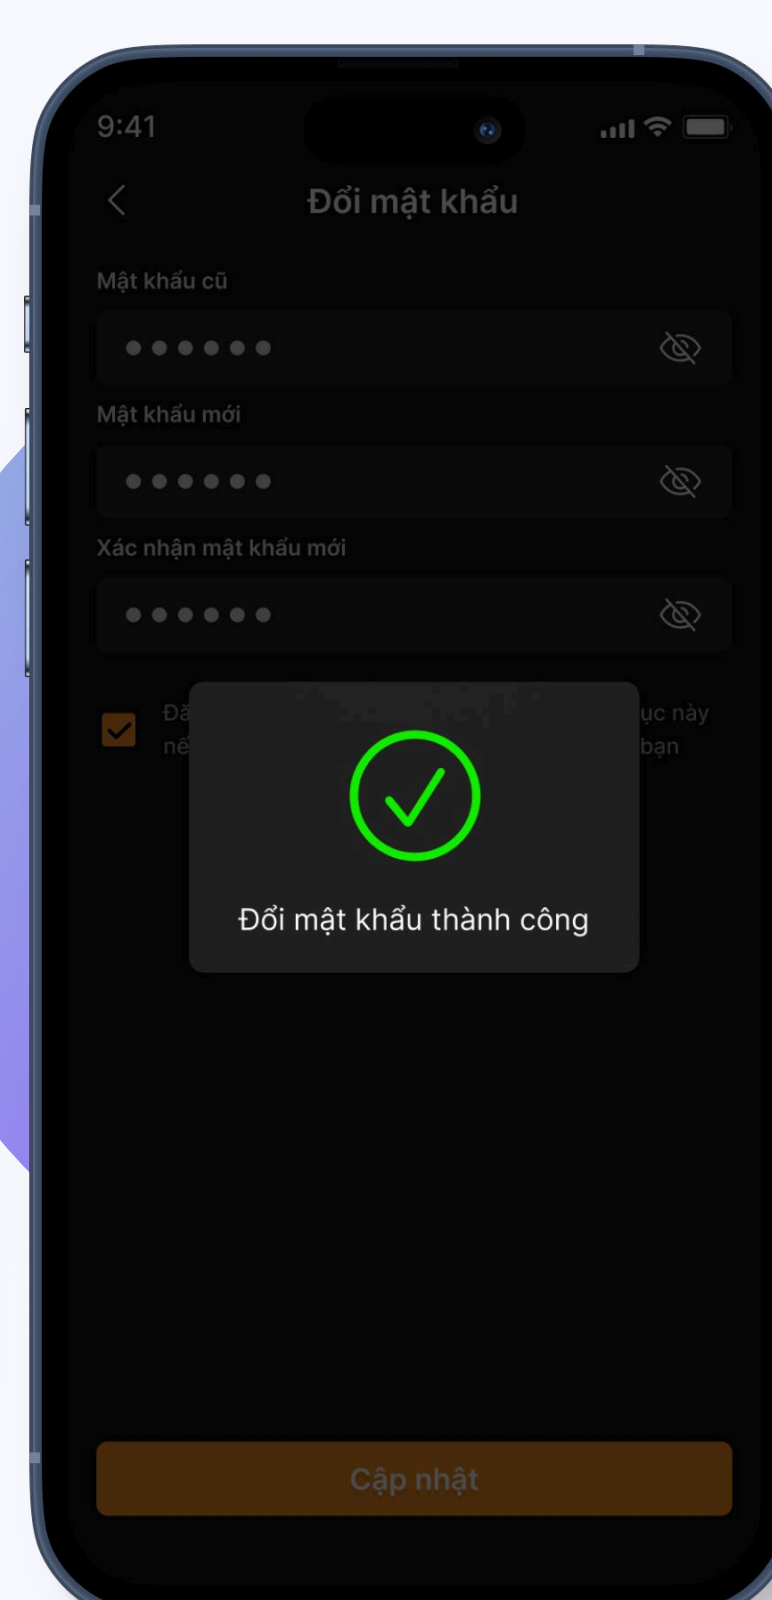 9:41
Đổi mật khẩu
Mật khẩu cũ
Mật khẩu mới
Xác nhận mật khẩu mới
này
bạn
Đổi mật khẩu thành công
Cập nhật